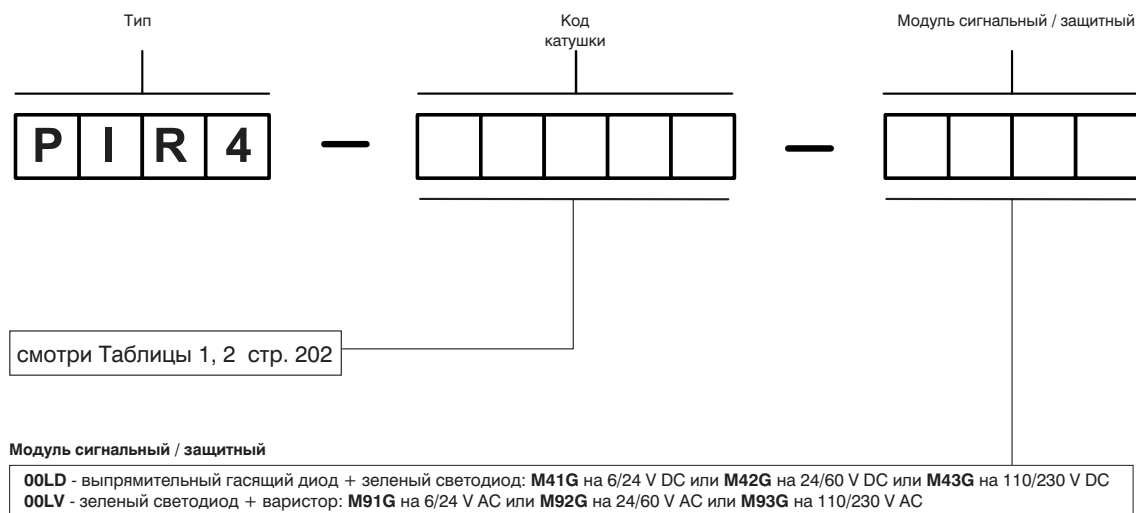 Тип
Код
катушки
Модуль сигнальный / защитный
P I R 4 — —
смотри Таблицы 1, 2 стр. 202
Модуль сигнальный / защитный
00LD - выпрямительный гасящий диод + зеленый светодиод: M41G на 6/24 V DC или M42G на 24/60 V DC или M43G на 110/230 V DC
00LV - зеленый светодиод + варистор: M91G на 6/24 V AC или M92G на 24/60 V AC или M93G на 110/230 V AC